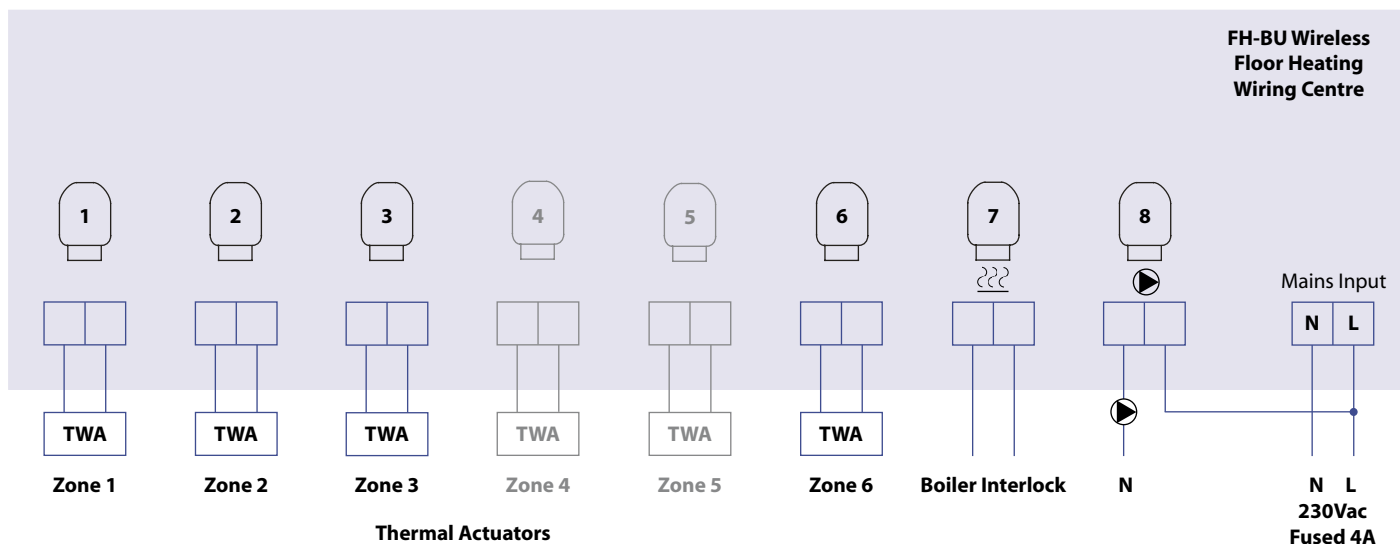 FH-BU Wireless
Floor Heating
Wiring Centre
1 2 3 4 5 6 7 8
Mains Input
N L
TWA TWA TWA TWA TWA TWA
Zone 1 Zone 2 Zone 3 Zone 4 Zone 5 Zone 6 Boiler Interlock N N L
230Vac
Thermal Actuators
Fused 4A